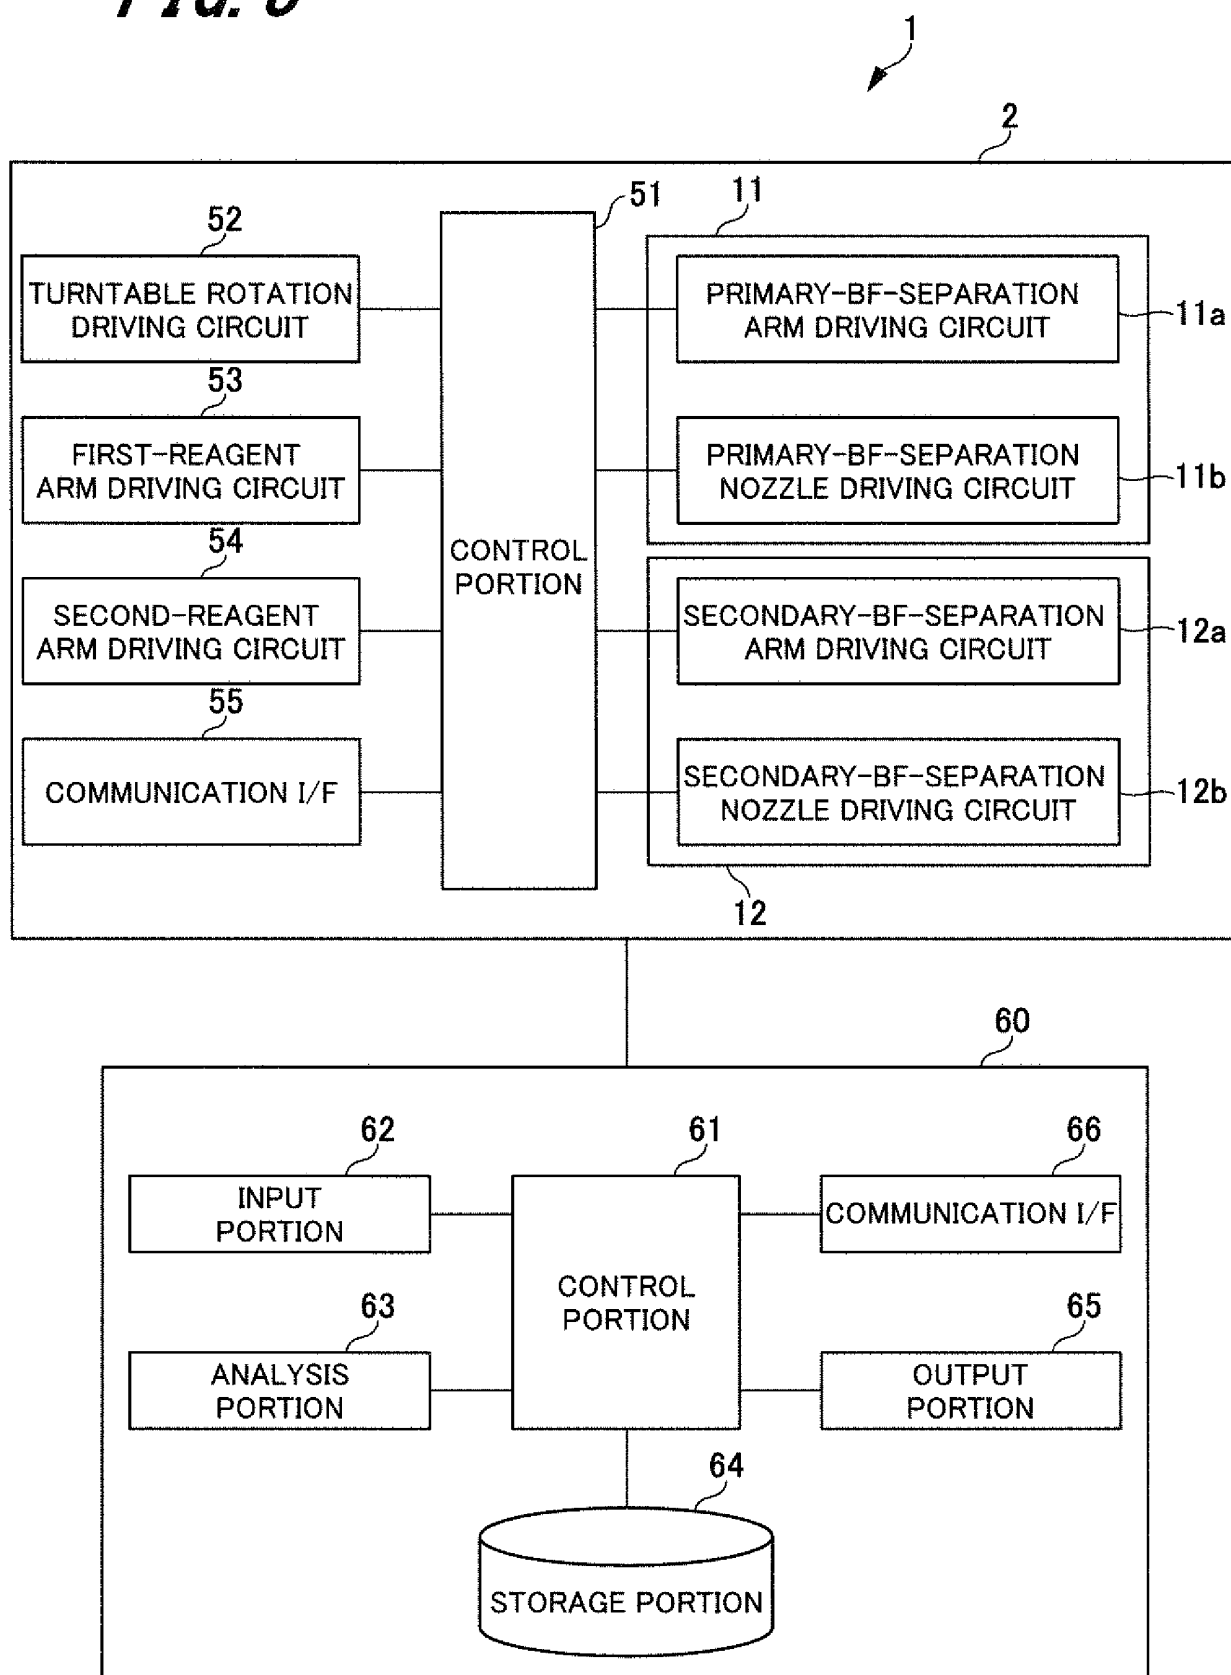 1
2
51
11
52
TURNTABLE ROTATION
DRIVING CIRCUIT
PRIMARY-BF-SEPARATION
ARM DRIVING CIRCUIT
11a
53
FIRST-REAGENT
ARM DRIVING CIRCUIT
PRIMARY-BF-SEPARATION
NOZZLE DRIVING CIRCUIT
11b
CONTROL
PORTION
54
SECOND-REAGENT
ARM DRIVING CIRCUIT
SECONDARY-BF-SEPARATION
ARM DRIVING CIRCUIT
12a
55
COMMUNICATION I/F
SECONDARY-BF-SEPARATION
NOZZLE DRIVING CIRCUIT
12b
12
60
62
INPUT
PORTION
61
CONTROL
PORTION
66
COMMUNICATION I/F
63
ANALYSIS
PORTION
65
OUTPUT
PORTION
64
STORAGE PORTION